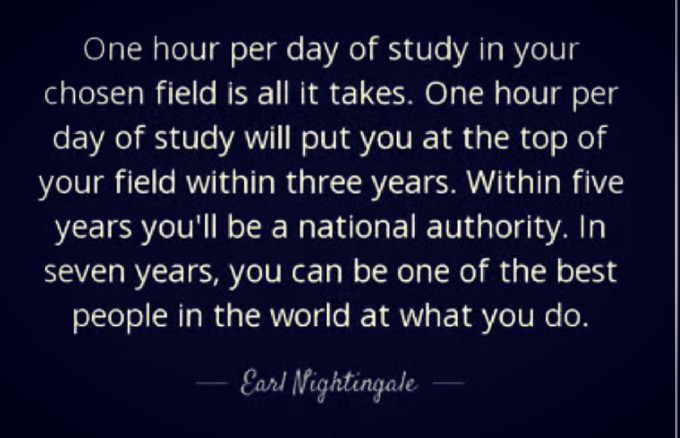 One hour per day of study in your
chosen field is all it takes. One hour per
day of study will put you at the top of
your field within three years. Within five
years you'll be a national authority. In
seven years, you can be one of the best
people in the world at what you do.
— Earl Nightingale —